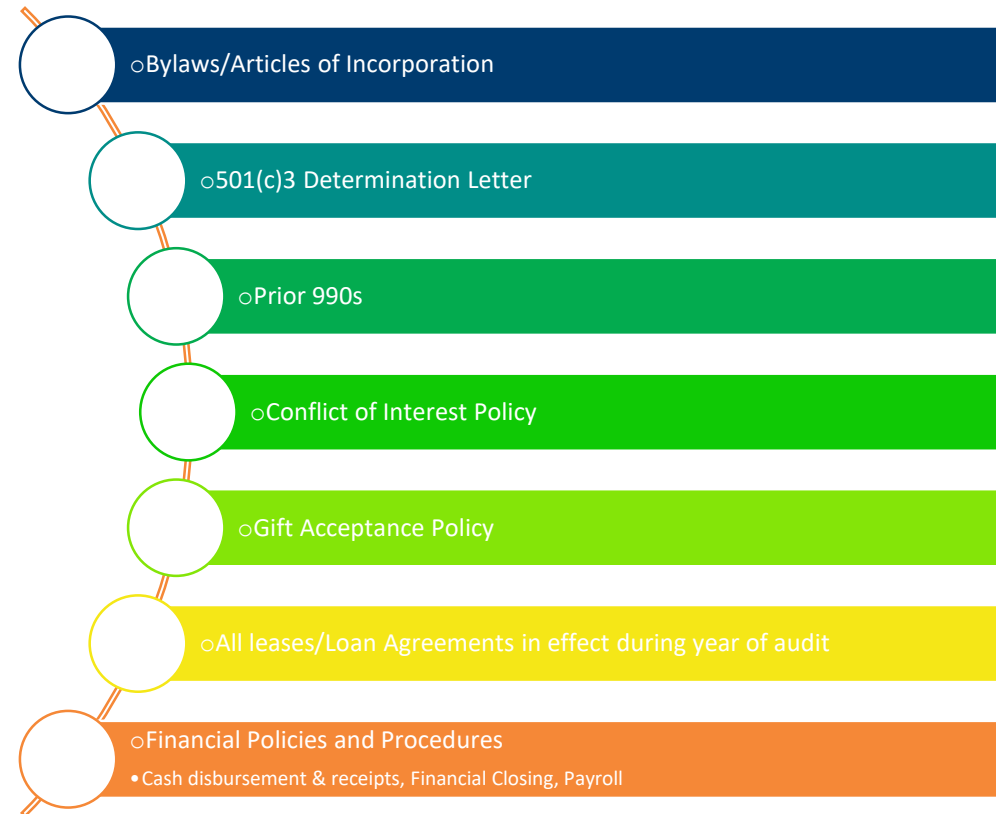 oBylaws/Articles of Incorporation
o501(c)3 Determination Letter
oPrior 990s
oConflict of Interest Policy
oGift Acceptance Policy
oAll leases/Loan Agreements in effect during year of audit
oFinancial Policies and Procedures
•Cash disbursement & receipts, Financial Closing, Payroll